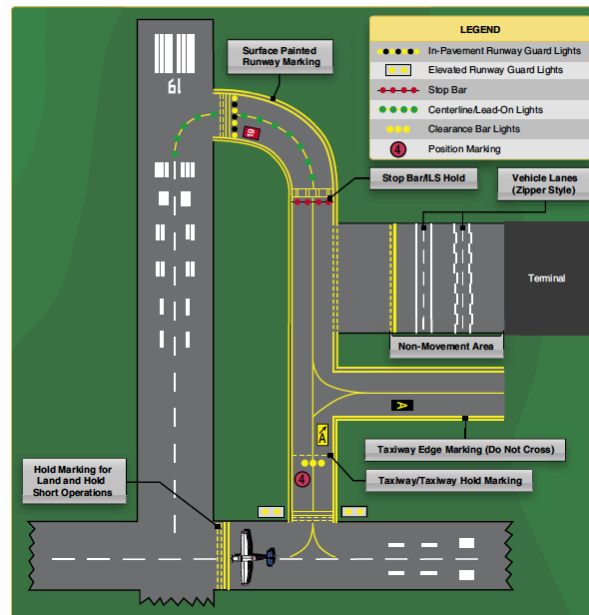 LEGEND
In-Pavement Runway Guard Lights
Elevated Runway Guard Lights
Stop Bar
Centerline/Lead-On Lights
Clearance Bar Lights
4
Position Marking
Surface Painted
Runway Marking
19
19
Stop Bar/ILS Hold
Vehicle Lanes
(Zipper Style)
Terminal
Non-Movement Area
A
A
Taxiway Edge Marking (Do Not Cross)
Taxiway/Taxiway Hold Marking
4
Hold Marking for
Land and Hold
Short Operations